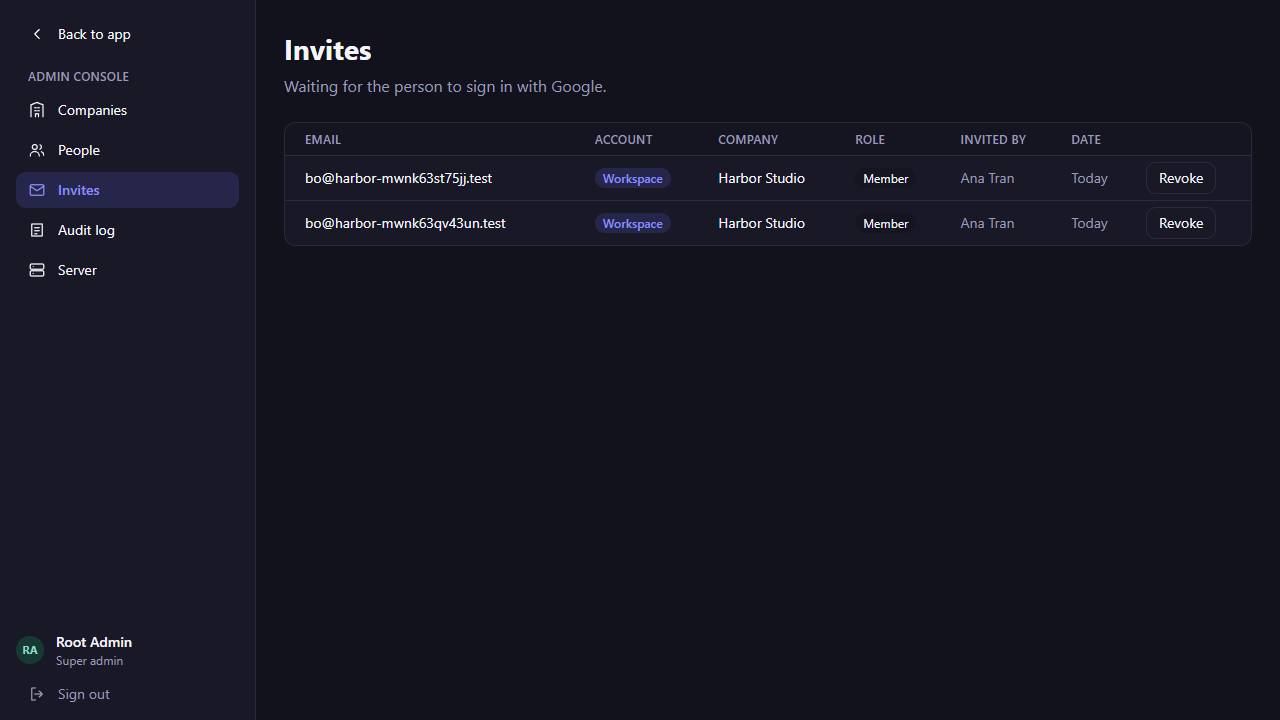 Back to app
ADMIN CONSOLE
Companies
People
Invites
Audit log
Server
RA
Root Admin
Super admin
Sign out
Invites
Waiting for the person to sign in with Google.
EMAIL ACCOUNT COMPANY ROLE INVITED BY DATE
bo@harbor-mwnk63st75jj.test Workspace Harbor Studio Member Ana Tran Today Revoke
bo@harbor-mwnk63qv43un.test Workspace Harbor Studio Member Ana Tran Today Revoke